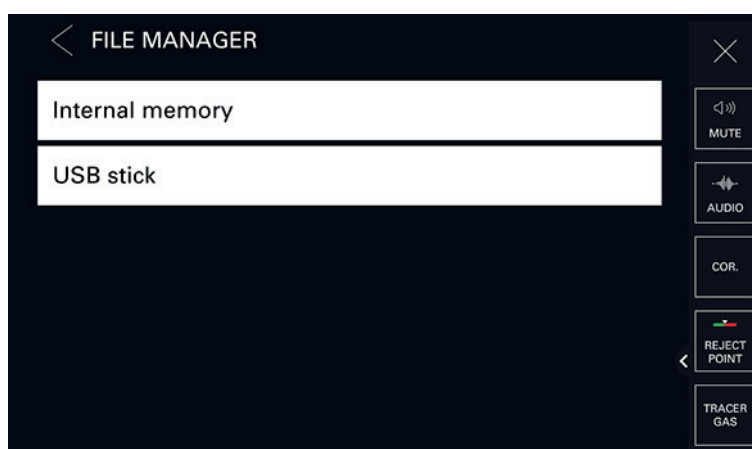 FILE MANAGER
Internal memory
USB stick
MUTE
AUDIO
COR.
REJECT
POINT
TRACER
GAS